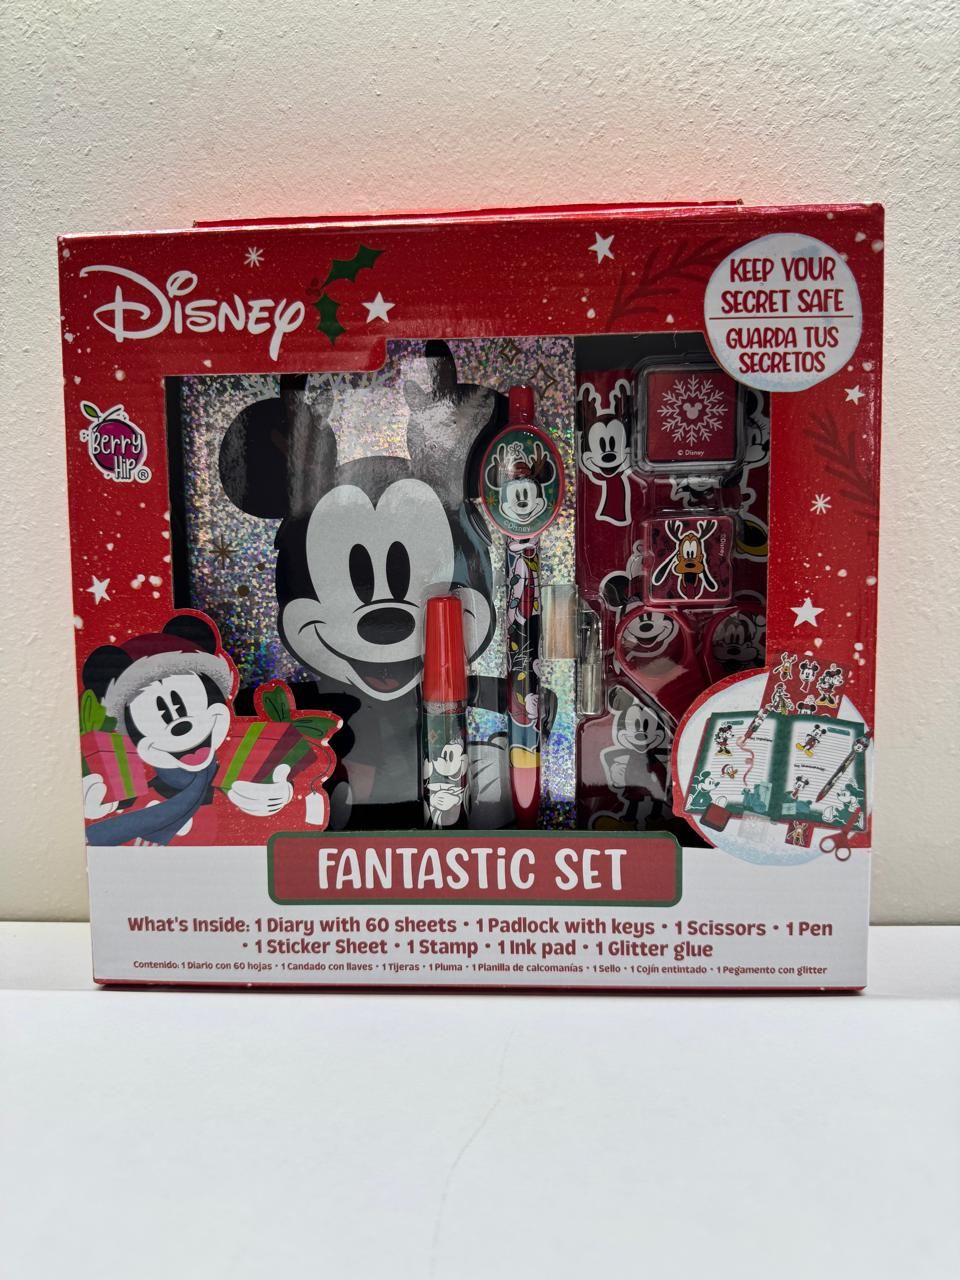 Disney
KEEP YOUR
SECRET SAFE
GUARDA TUS
SECRETOS
Berry
Hip®
© Disney
©Disney
©Disney
FANTASTiC SET
What's Inside: 1 Diary with 60 sheets • 1 Padlock with keys • 1 Scissors • 1 Pen
• 1 Sticker Sheet • 1 Stamp • 1 Ink pad • 1 Glitter glue
Contenido: 1 Diario con 60 hojas • 1 Candado con llaves • 1 Tijeras • 1 Pluma • 1 Planilla de calcomanías • 1 Sello • 1 Cojín entintado • 1 Pegamento con glitter